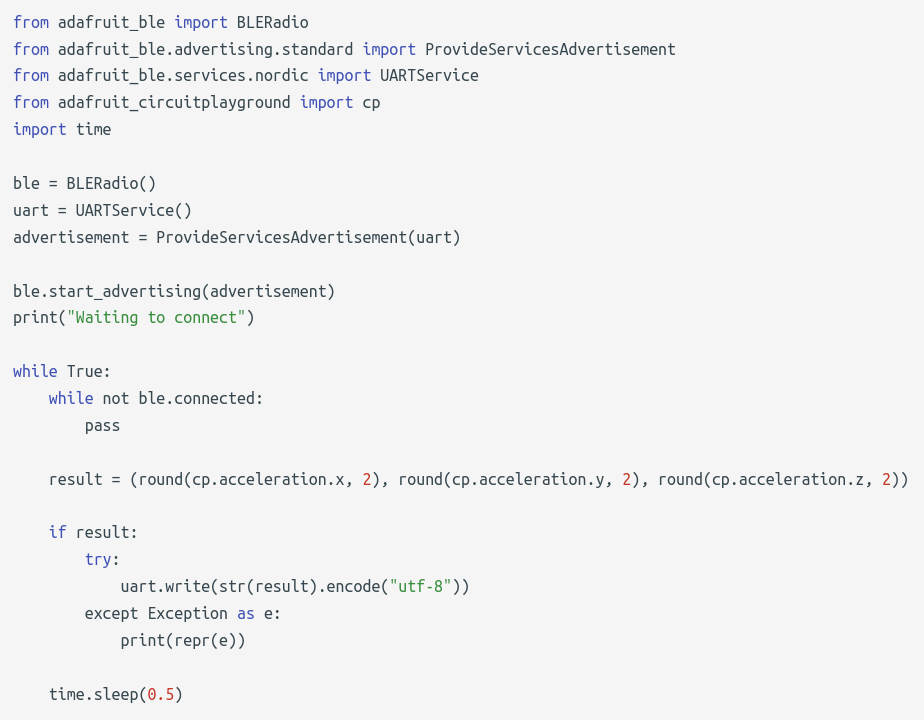 from adafruit_ble import BLERadio
from adafruit_ble.advertising.standard import ProvideServicesAdvertisement
from adafruit_ble.services.nordic import UARTService
from adafruit_circuitplayground import cp
import time

ble = BLERadio()
uart = UARTService()
advertisement = ProvideServicesAdvertisement(uart)

ble.start_advertising(advertisement)
print("Waiting to connect")

while True:
    while not ble.connected:
        pass

    result = (round(cp.acceleration.x, 2), round(cp.acceleration.y, 2), round(cp.acceleration.z, 2))

    if result:
        try:
            uart.write(str(result).encode("utf-8"))
        except Exception as e:
            print(repr(e))

    time.sleep(0.5)